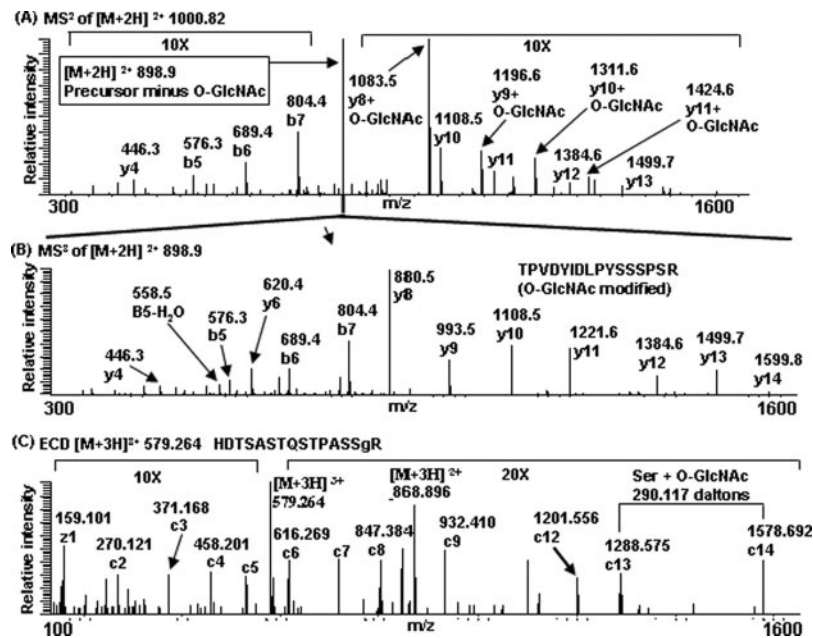 (A) MS² of [M+2H] ²⁺ 1000.82
10X
10X
[M+2H] ²⁺ 898.9
Precursor minus O-GlcNAc
Relative intensity
446.3
y4
576.3
b5
689.4
b6
804.4
b7
1083.5
y8+
O-GlcNAc
1108.5
y10
1196.6
y9+
O-GlcNAc
y11
1311.6
y10+
O-GlcNAc
1384.6
y12
1424.6
y11+
O-GlcNAc
1499.7
y13
300
m/z
1600
(B) MS³ of [M+2H] ²⁺ 898.9
TPVDYIDLPYSSSPSR
(O-GlcNAc modified)
Relative intensity
446.3
y4
558.5
B5-H₂O
576.3
b5
620.4
y6
689.4
b6
804.4
b7
880.5
y8
993.5
y9
1108.5
y10
1221.6
y11
1384.6
y12
1499.7
y13
1599.8
y14
300
m/z
1600
(C) ECD [M+3H]³⁺ 579.264 HDTSASTQSTPASSgR
10X
20X
Relative intensity
159.101
z1
270.121
c2
371.168
c3
458.201
c4
c5
[M+3H] ³⁺
579.264
616.269
c6
c7
847.384
c8
[M+3H] ²⁺
868.896
932.410
c9
1201.556
c12
Ser + O-GlcNAc
290.117 daltons
1288.575
c13
1578.692
c14
100
m/z
1600